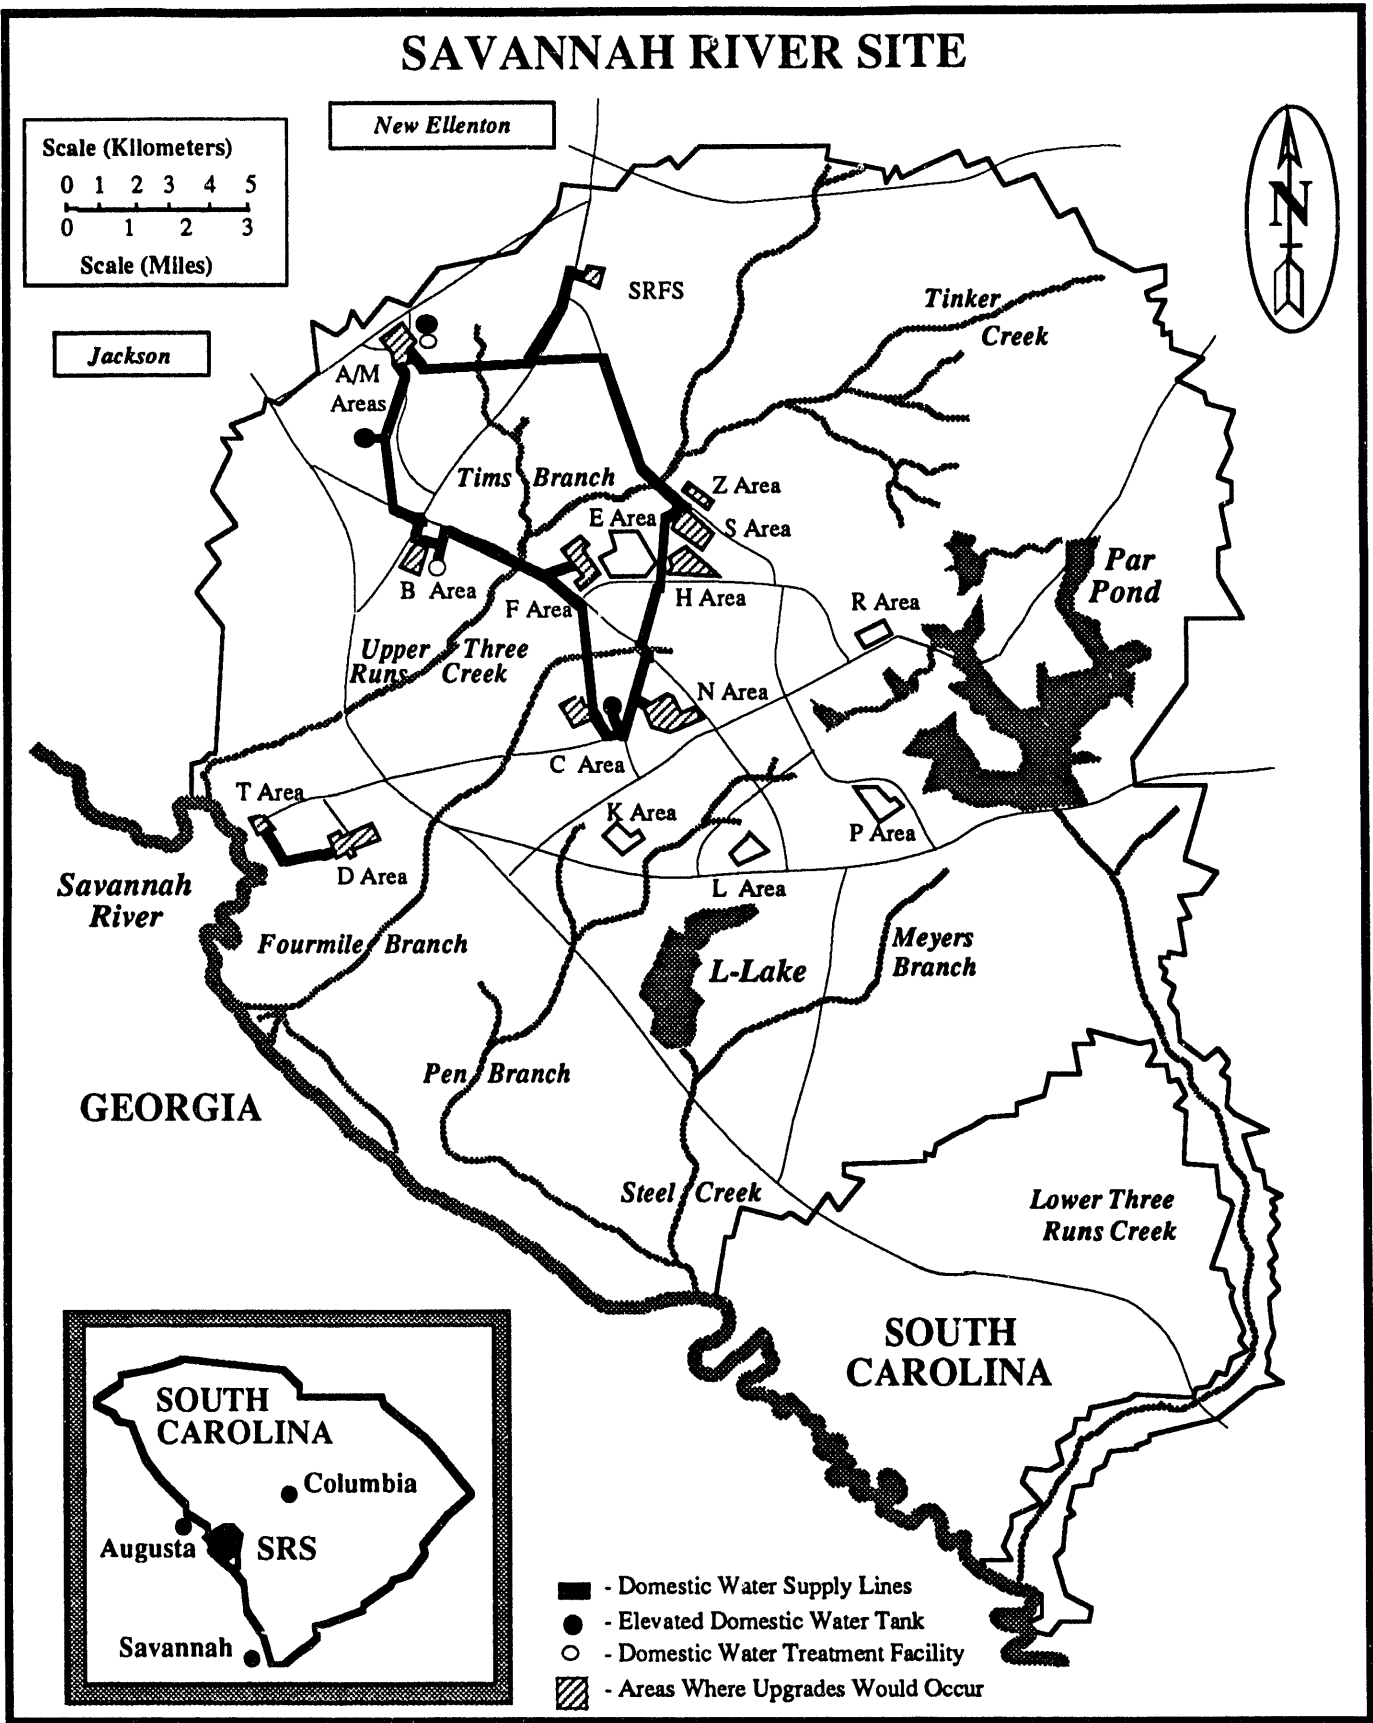 SAVANNAH RIVER SITE
New Ellenton
Scale (Kilometers)
0 1 2 3 4 5
0 1 2 3
Scale (Miles)
N
Jackson
SRFS
Tinker
Creek
A/M
Areas
Tims Branch
Z Area
E Area
S Area
B Area
F Area
H Area
R Area
Par
Pond
Upper Three
Runs Creek
N Area
C Area
T Area
K Area
P Area
D Area
L Area
Savannah
River
Fourmile Branch
Meyers
Branch
L-Lake
Pen Branch
GEORGIA
Steel Creek
Lower Three
Runs Creek
SOUTH
CAROLINA
SOUTH
CAROLINA
Columbia
Augusta
SRS
Savannah
- Domestic Water Supply Lines
- Elevated Domestic Water Tank
- Domestic Water Treatment Facility
- Areas Where Upgrades Would Occur